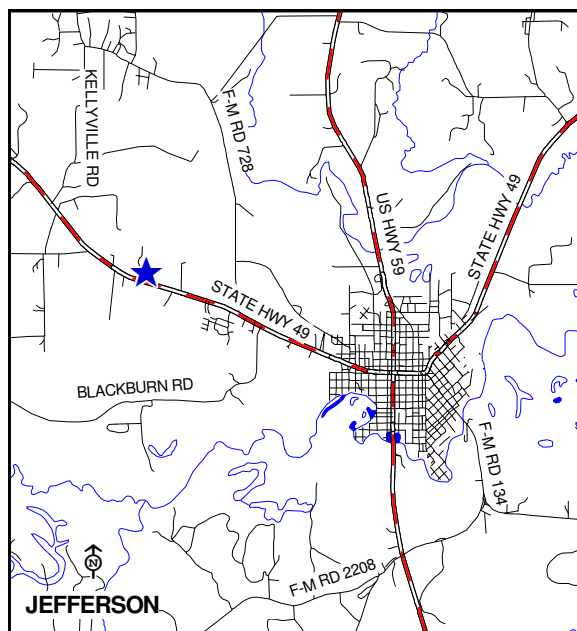 KELLYVILLE RD
F-M RD 728
US HWY 59
STATE HWY 49
STATE HWY 49
BLACKBURN RD
F-M RD 134
F-M RD 2208
N
JEFFERSON